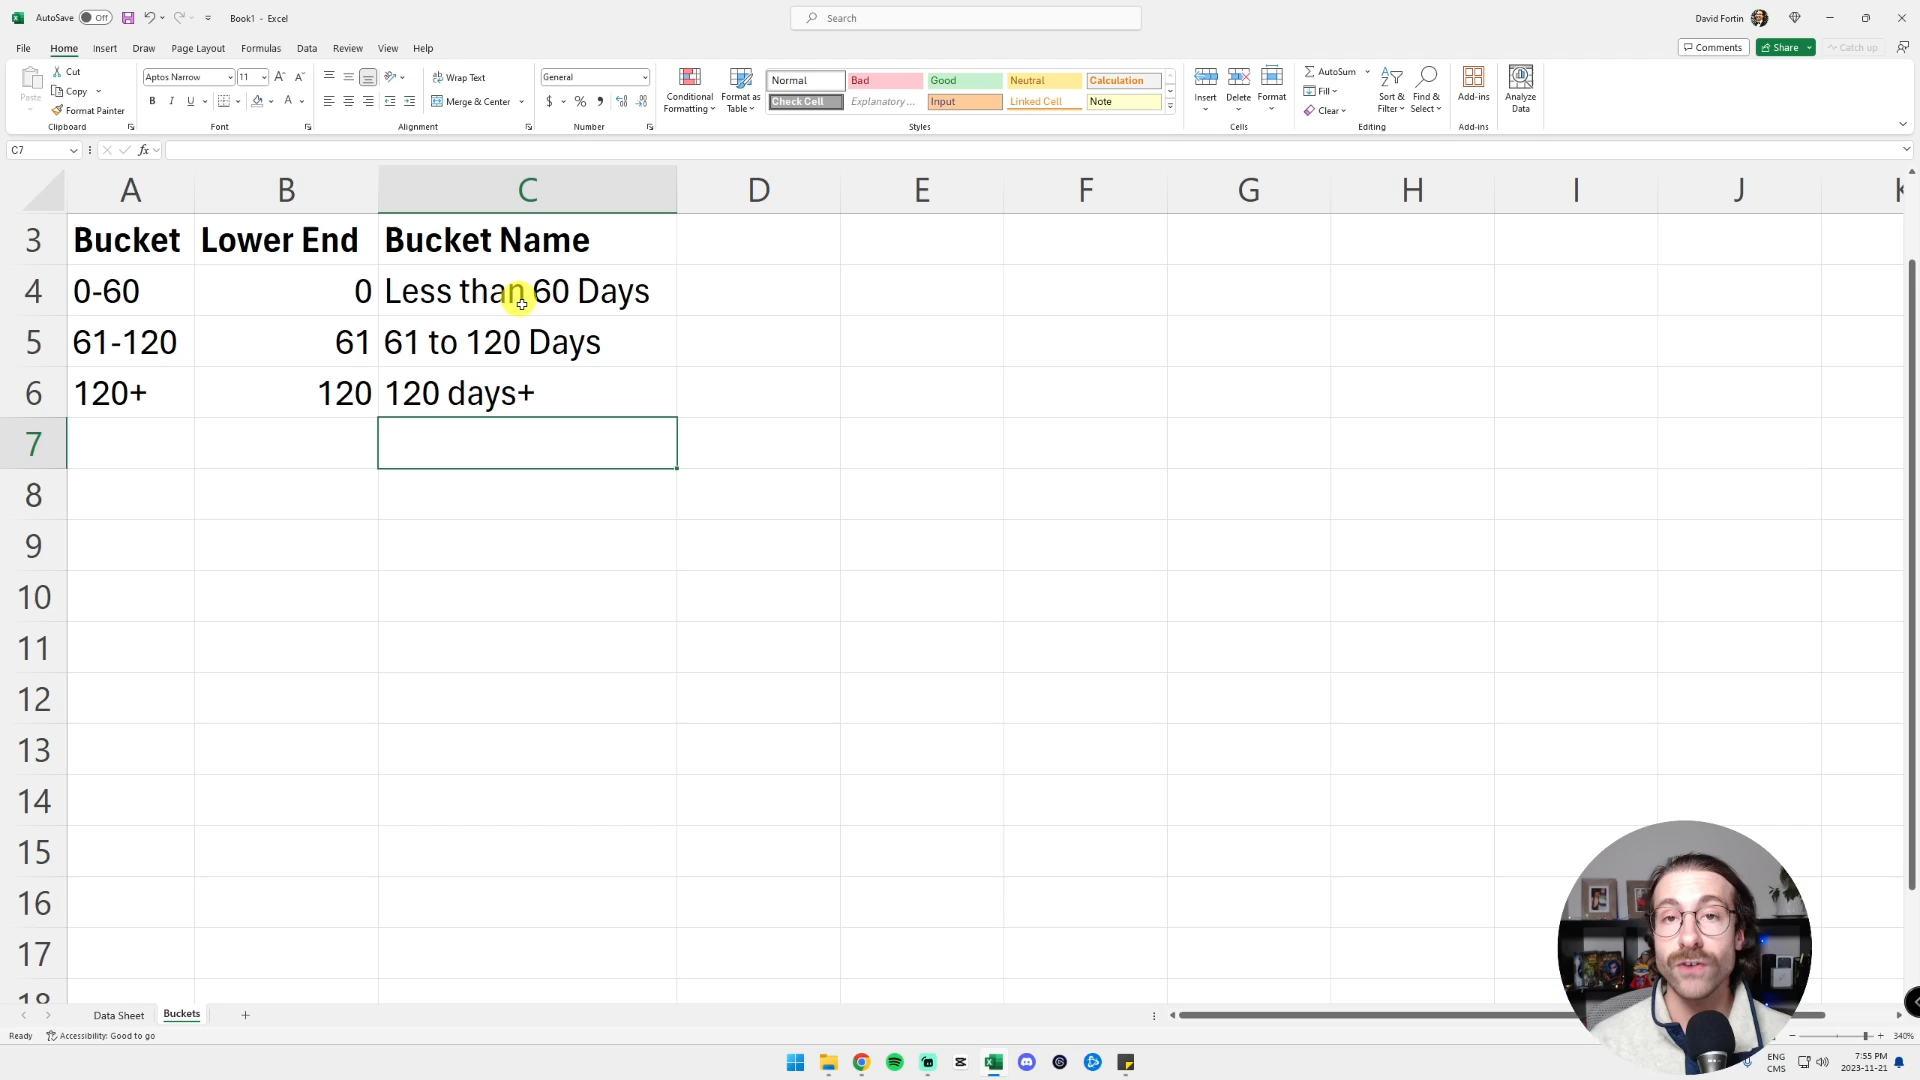 AutoSave Off Book1 - Excel Search David Fortin
File Home Insert Draw Page Layout Formulas Data Review View Help Comments Share Catch up
Paste Cut Copy Format Painter Clipboard
Aptos Narrow 11 B I U Font
Wrap Text Merge & Center Alignment
General $ % Number
Conditional Formatting Format as Table
Normal Bad Good Neutral Calculation
Check Cell Explanatory ... Input Linked Cell Note
Styles
Insert Delete Format Cells
AutoSum Fill Clear Sort & Filter Find & Select Editing
Add-ins Add-ins
Analyze Data
C7 fx
A B C D E F G H I J K
3 Bucket Lower End Bucket Name
4 0-60 0 Less than 60 Days
5 61-120 61 61 to 120 Days
6 120+ 120 120 days+
7
8
9
10
11
12
13
14
15
16
17
18
Data Sheet Buckets
Ready Accessibility: Good to go 340%
ENG CMS 7:55 PM 2023-11-21